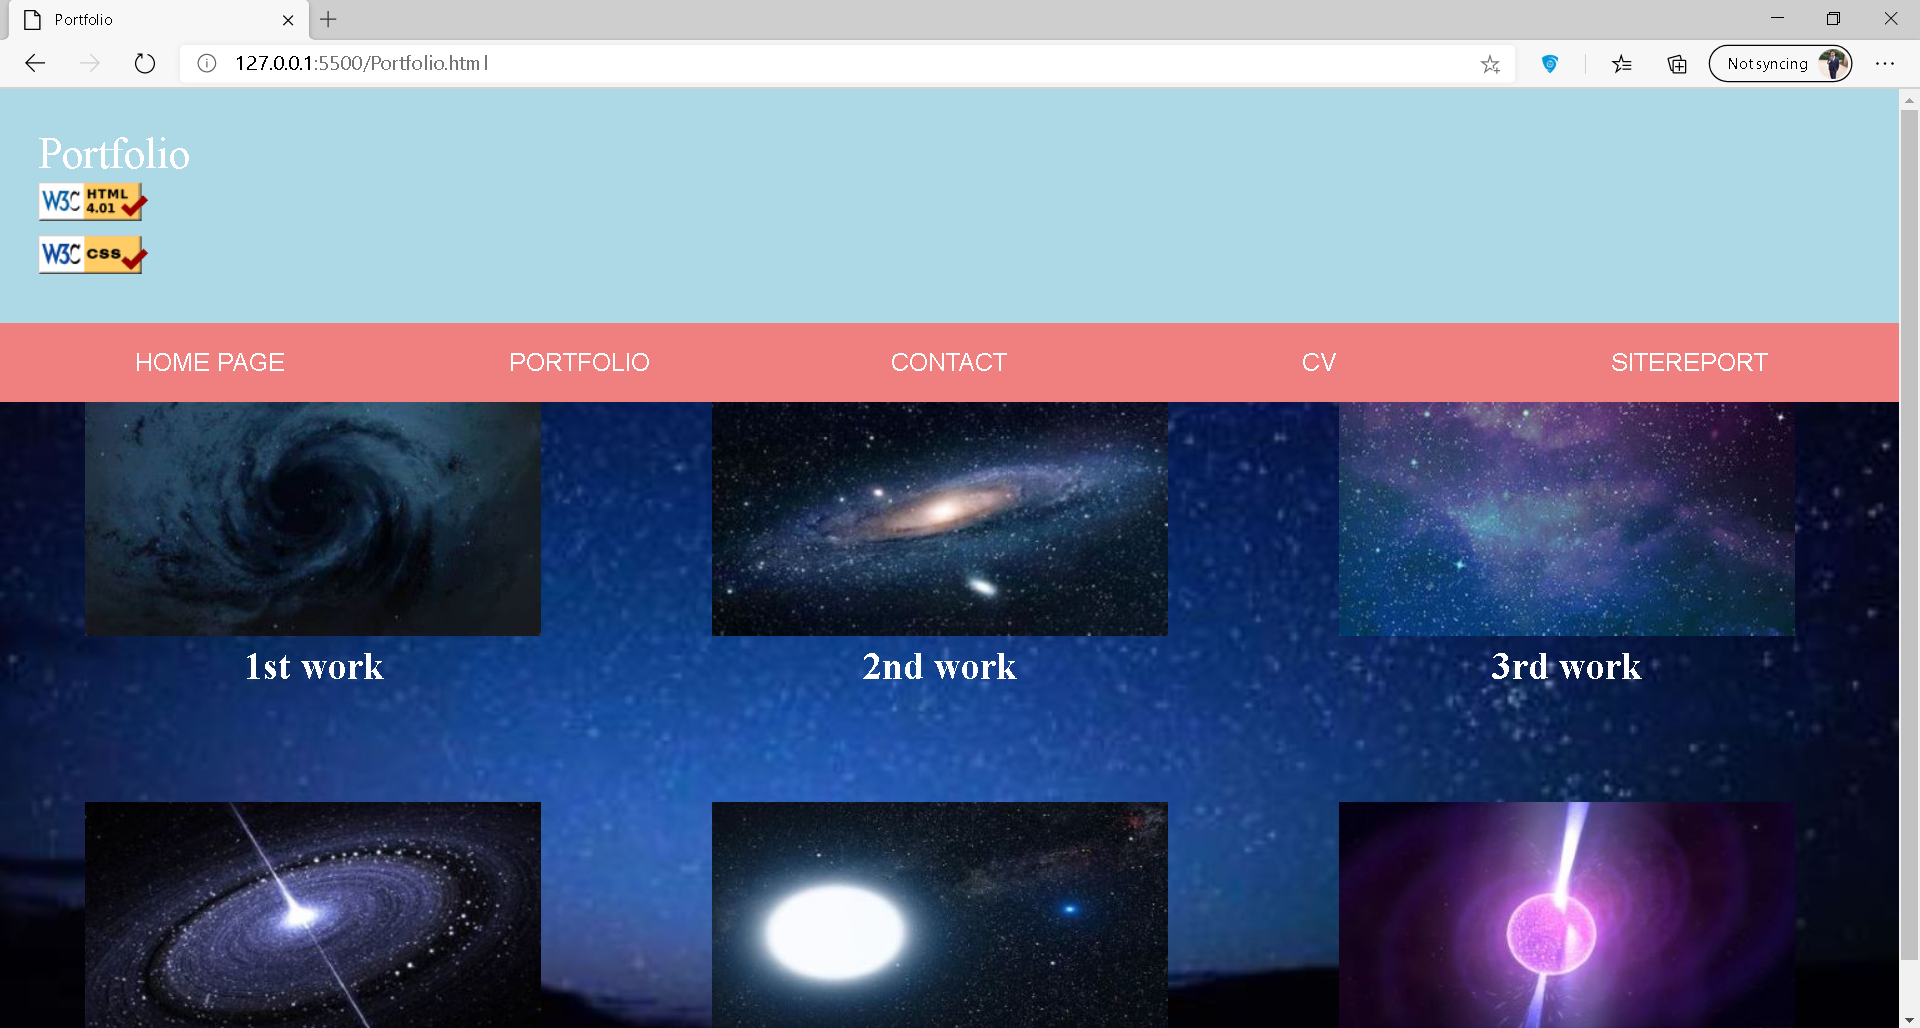 Portfolio
127.0.0.1:5500/Portfolio.html
Not syncing
Portfolio
W3C HTML 4.01
W3C css
HOME PAGE PORTFOLIO CONTACT CV SITEREPORT
1st work 2nd work 3rd work